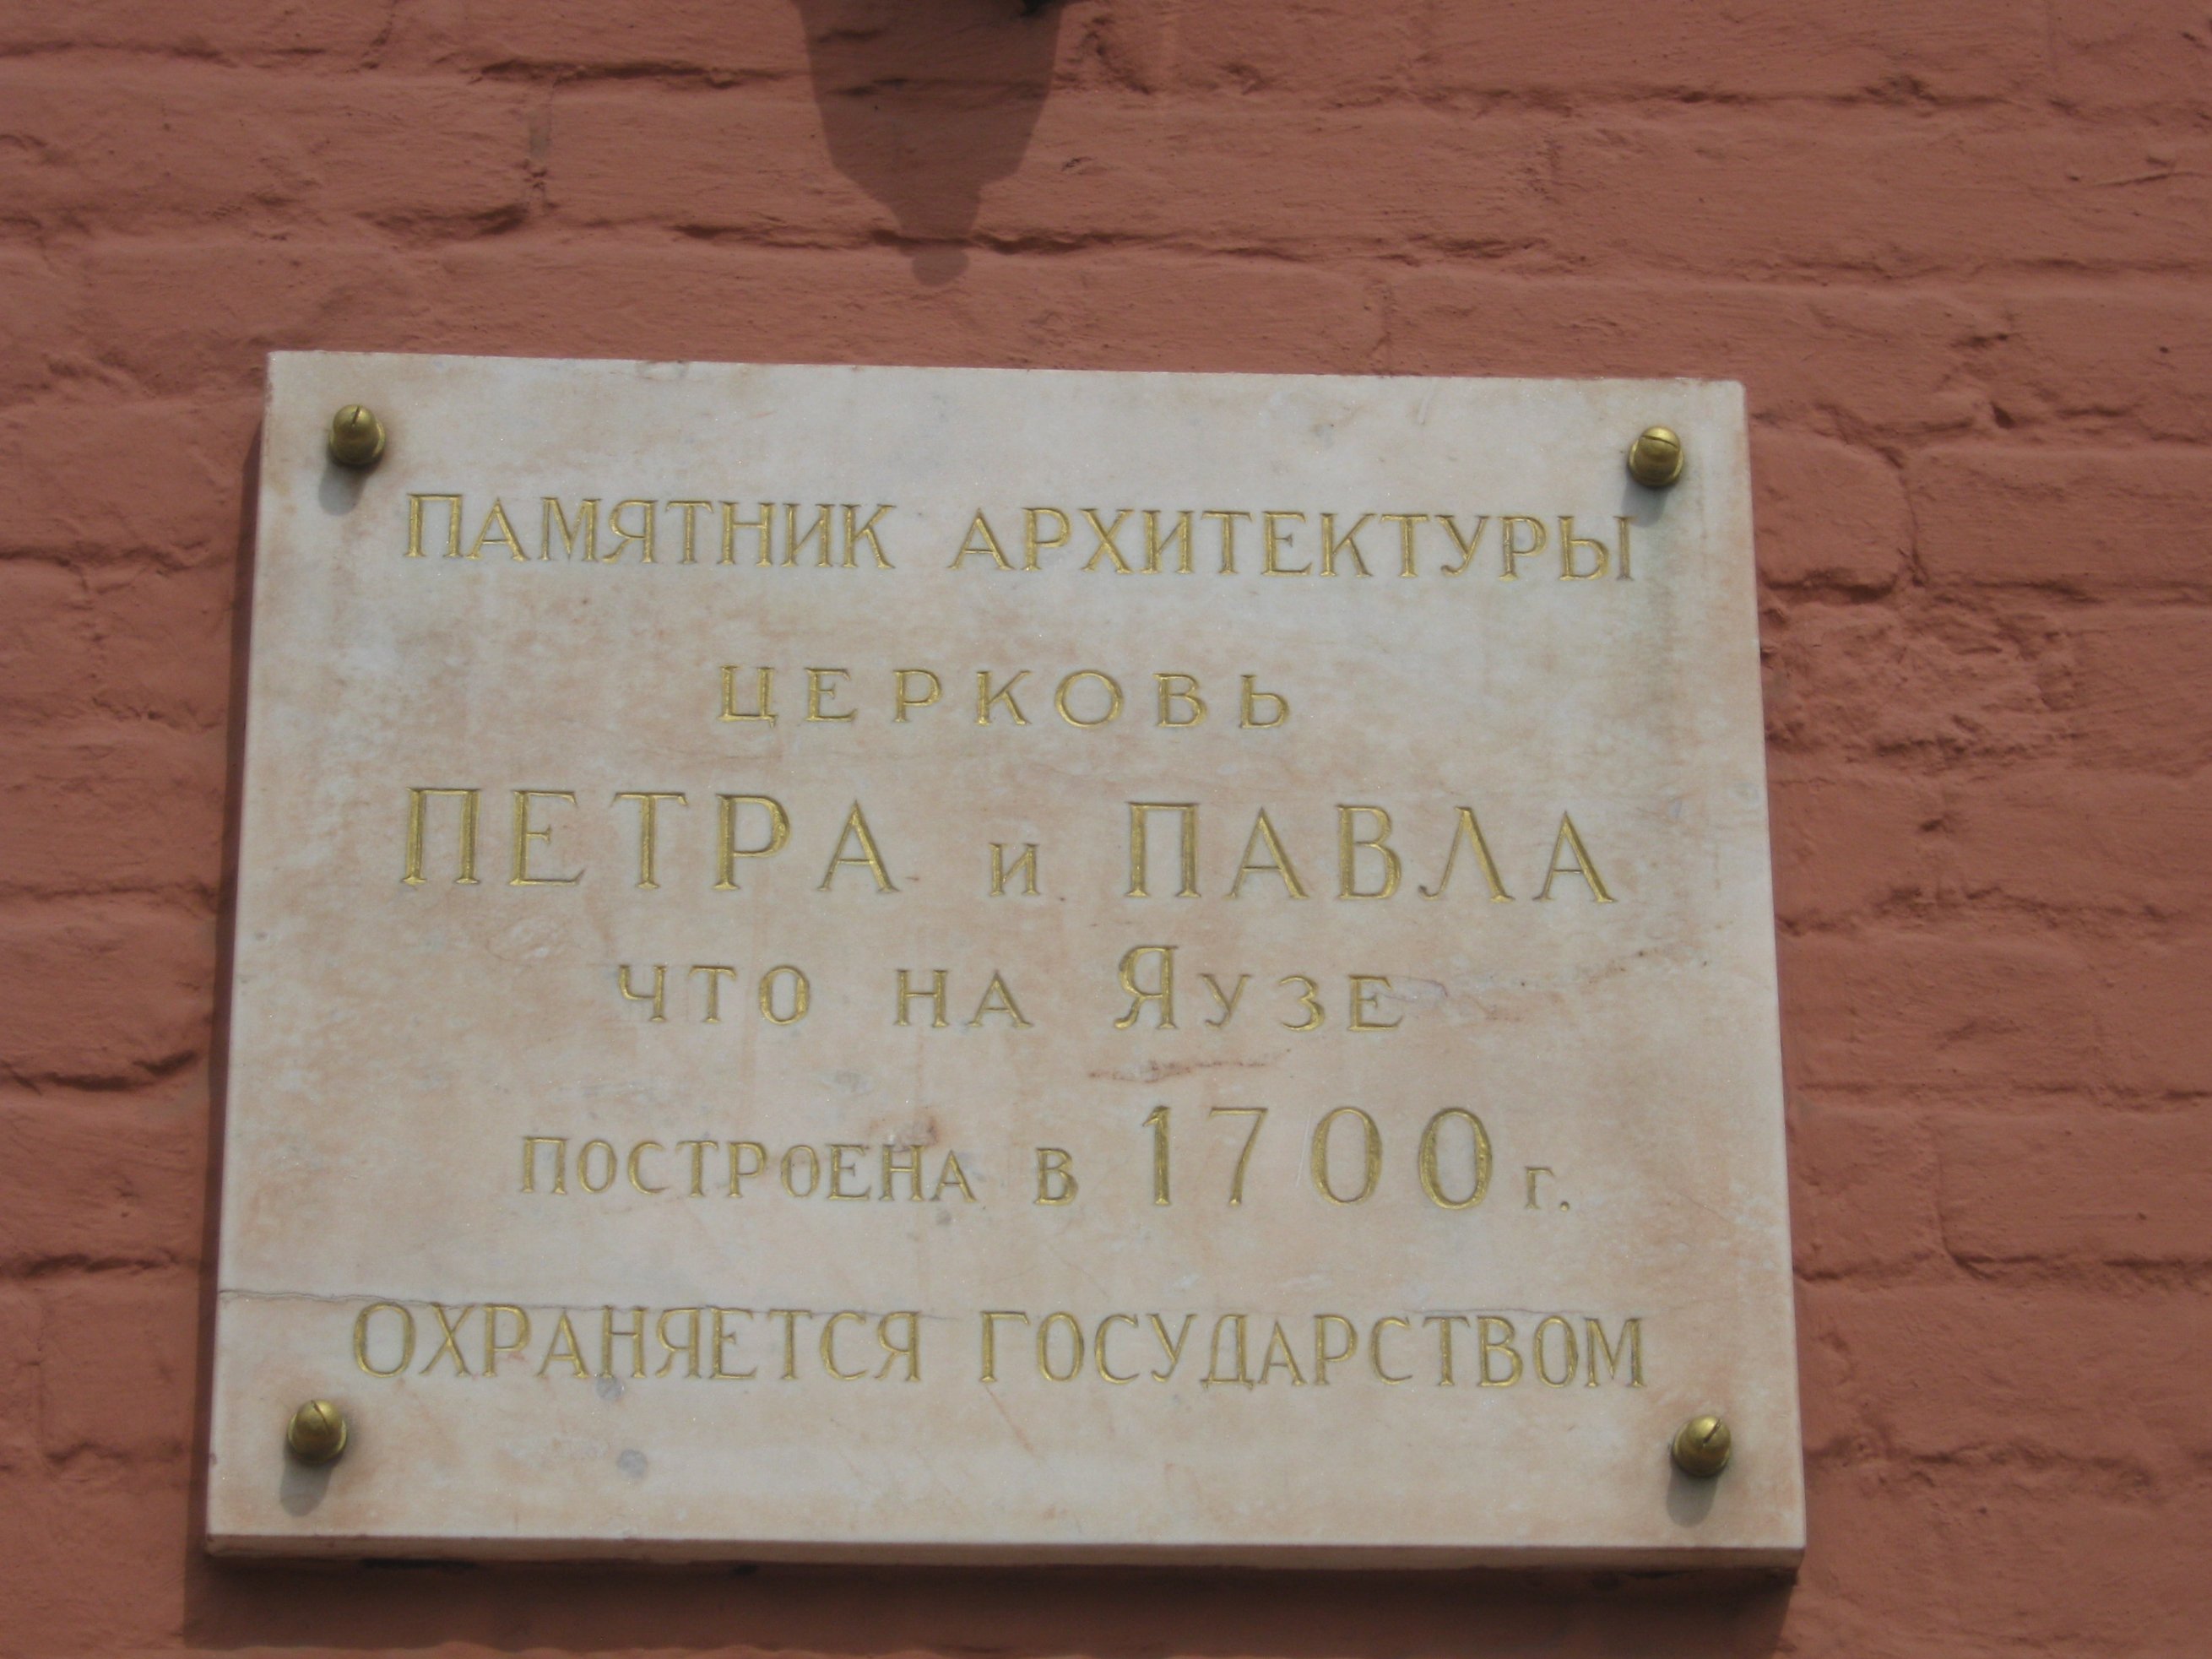 ПАМЯТНИК АРХИТЕКТУРЫ
ЦЕРКОВЬ
ПЕТРА и ПАВЛА
ЧТО НА ЯУЗЕ
ПОСТРОЕНА В 1700 г.
ОХРАНЯЕТСЯ ГОСУДАРСТВОМ